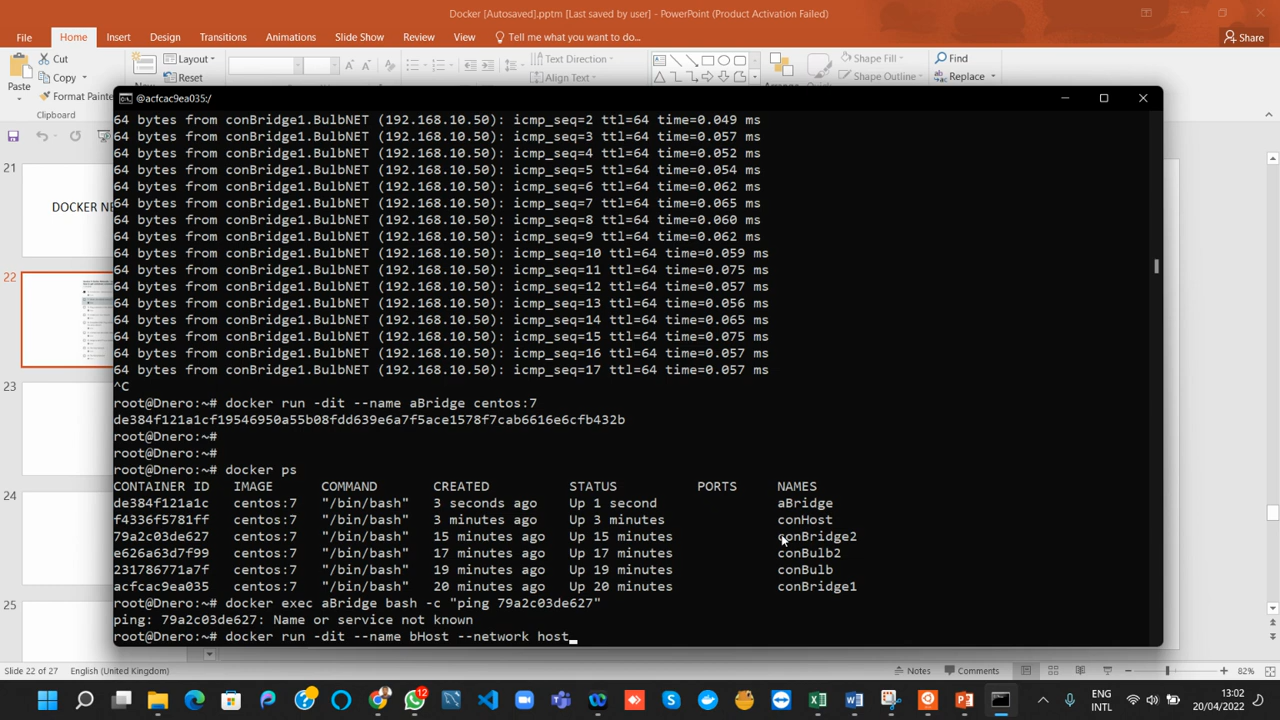 Docker [Autosaved].pptm [Last saved by user] - PowerPoint (Product Activation Failed)
File Home Insert Design Transitions Animations Slide Show Review View Tell me what you want to do... Share
Cut
Copy
Format Painte
Paste
Clipboard
Layout
Reset
Text Direction
Align Text
Shape Fill
Shape Outline
Find
Replace
@acfcac9ea035:/
64 bytes from conBridge1.BulbNET (192.168.10.50): icmp_seq=2 ttl=64 time=0.049 ms
64 bytes from conBridge1.BulbNET (192.168.10.50): icmp_seq=3 ttl=64 time=0.057 ms
64 bytes from conBridge1.BulbNET (192.168.10.50): icmp_seq=4 ttl=64 time=0.052 ms
64 bytes from conBridge1.BulbNET (192.168.10.50): icmp_seq=5 ttl=64 time=0.054 ms
64 bytes from conBridge1.BulbNET (192.168.10.50): icmp_seq=6 ttl=64 time=0.062 ms
64 bytes from conBridge1.BulbNET (192.168.10.50): icmp_seq=7 ttl=64 time=0.065 ms
64 bytes from conBridge1.BulbNET (192.168.10.50): icmp_seq=8 ttl=64 time=0.060 ms
64 bytes from conBridge1.BulbNET (192.168.10.50): icmp_seq=9 ttl=64 time=0.062 ms
64 bytes from conBridge1.BulbNET (192.168.10.50): icmp_seq=10 ttl=64 time=0.059 ms
64 bytes from conBridge1.BulbNET (192.168.10.50): icmp_seq=11 ttl=64 time=0.075 ms
64 bytes from conBridge1.BulbNET (192.168.10.50): icmp_seq=12 ttl=64 time=0.057 ms
64 bytes from conBridge1.BulbNET (192.168.10.50): icmp_seq=13 ttl=64 time=0.056 ms
64 bytes from conBridge1.BulbNET (192.168.10.50): icmp_seq=14 ttl=64 time=0.065 ms
64 bytes from conBridge1.BulbNET (192.168.10.50): icmp_seq=15 ttl=64 time=0.075 ms
64 bytes from conBridge1.BulbNET (192.168.10.50): icmp_seq=16 ttl=64 time=0.057 ms
64 bytes from conBridge1.BulbNET (192.168.10.50): icmp_seq=17 ttl=64 time=0.057 ms
^C
root@Dnero:~# docker run -dit --name aBridge centos:7
de384f121a1cf19546950a55b08fdd639e6a7f5ace1578f7cab6616e6cfb432b
root@Dnero:~#
root@Dnero:~#
root@Dnero:~# docker ps
CONTAINER ID IMAGE COMMAND CREATED STATUS PORTS NAMES
de384f121a1c centos:7 "/bin/bash" 3 seconds ago Up 1 second aBridge
f4336f5781ff centos:7 "/bin/bash" 3 minutes ago Up 3 minutes conHost
79a2c03de627 centos:7 "/bin/bash" 15 minutes ago Up 15 minutes conBridge2
e626a63d7f99 centos:7 "/bin/bash" 17 minutes ago Up 17 minutes conBulb2
231786771a7f centos:7 "/bin/bash" 19 minutes ago Up 19 minutes conBulb
acfcac9ea035 centos:7 "/bin/bash" 20 minutes ago Up 20 minutes conBridge1
root@Dnero:~# docker exec aBridge bash -c "ping 79a2c03de627"
ping: 79a2c03de627: Name or service not known
root@Dnero:~# docker run -dit --name bHost --network host
21
DOCKER NE
22
23
24
25
Slide 22 of 27 English (United Kingdom) Notes Comments 82%
12
ENG
INTL
13:02
20/04/2022